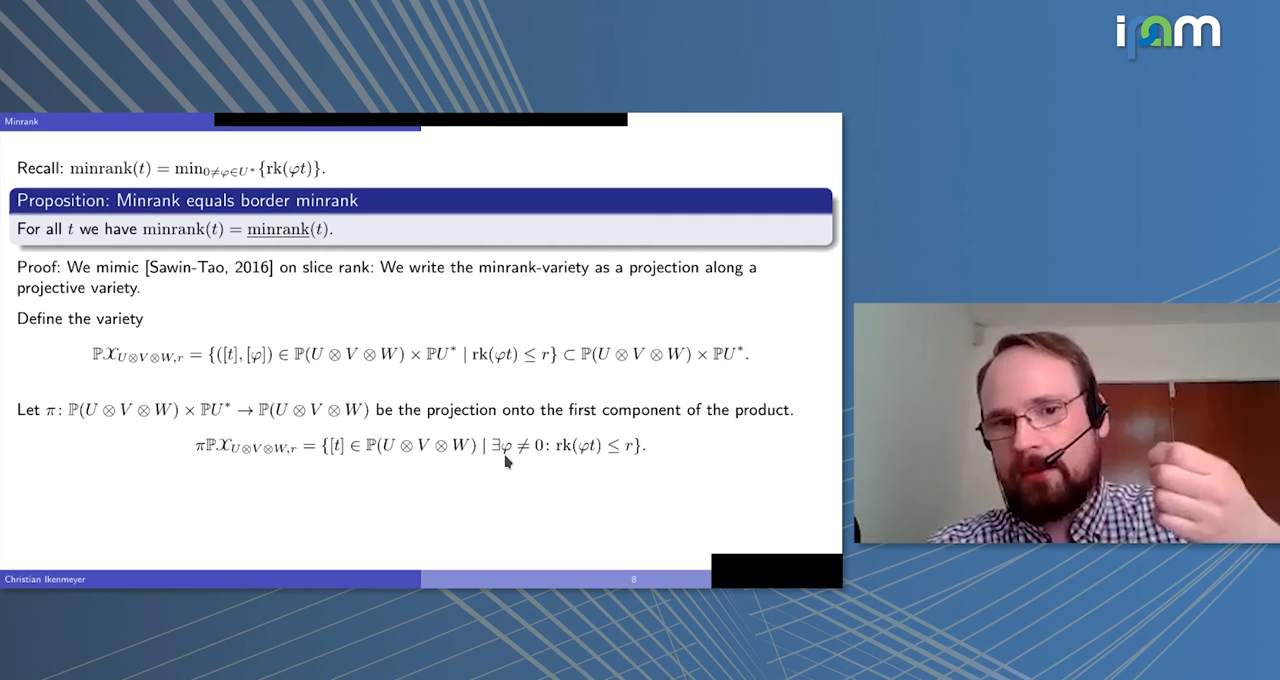 ipam
Minrank
Recall: minrank(t) = min_{0≠φ∈U*}{rk(φt)}.
Proposition: Minrank equals border minrank
For all t we have minrank(t) = \underline{minrank}(t).
Proof: We mimic [Sawin-Tao, 2016] on slice rank: We write the minrank-variety as a projection along a
projective variety.
Define the variety
ℙ𝒳_{U⊗V⊗W,r} = {([t], [φ]) ∈ ℙ(U ⊗ V ⊗ W) × ℙU* | rk(φt) ≤ r} ⊂ ℙ(U ⊗ V ⊗ W) × ℙU*.
Let π: ℙ(U ⊗ V ⊗ W) × ℙU* → ℙ(U ⊗ V ⊗ W) be the projection onto the first component of the product.
πℙ𝒳_{U⊗V⊗W,r} = {[t] ∈ ℙ(U ⊗ V ⊗ W) | ∃φ ≠ 0: rk(φt) ≤ r}.
Christian Ikenmeyer 8